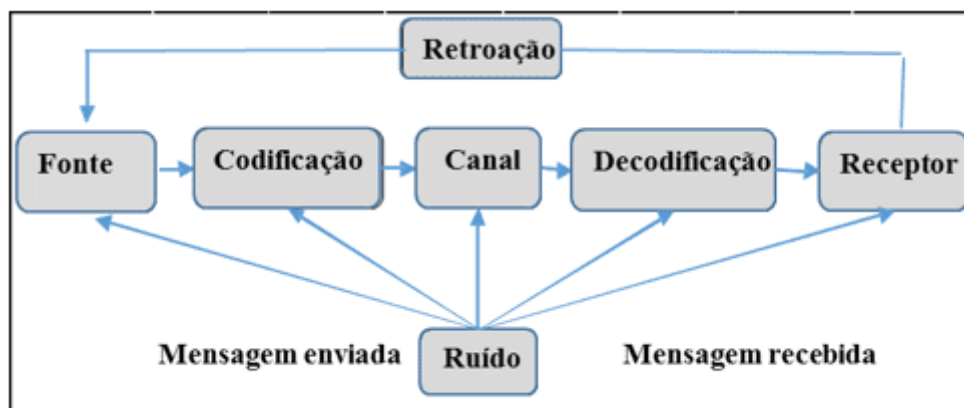 Retroação
Fonte
Codificação
Canal
Decodificação
Receptor
Mensagem enviada
Ruído
Mensagem recebida